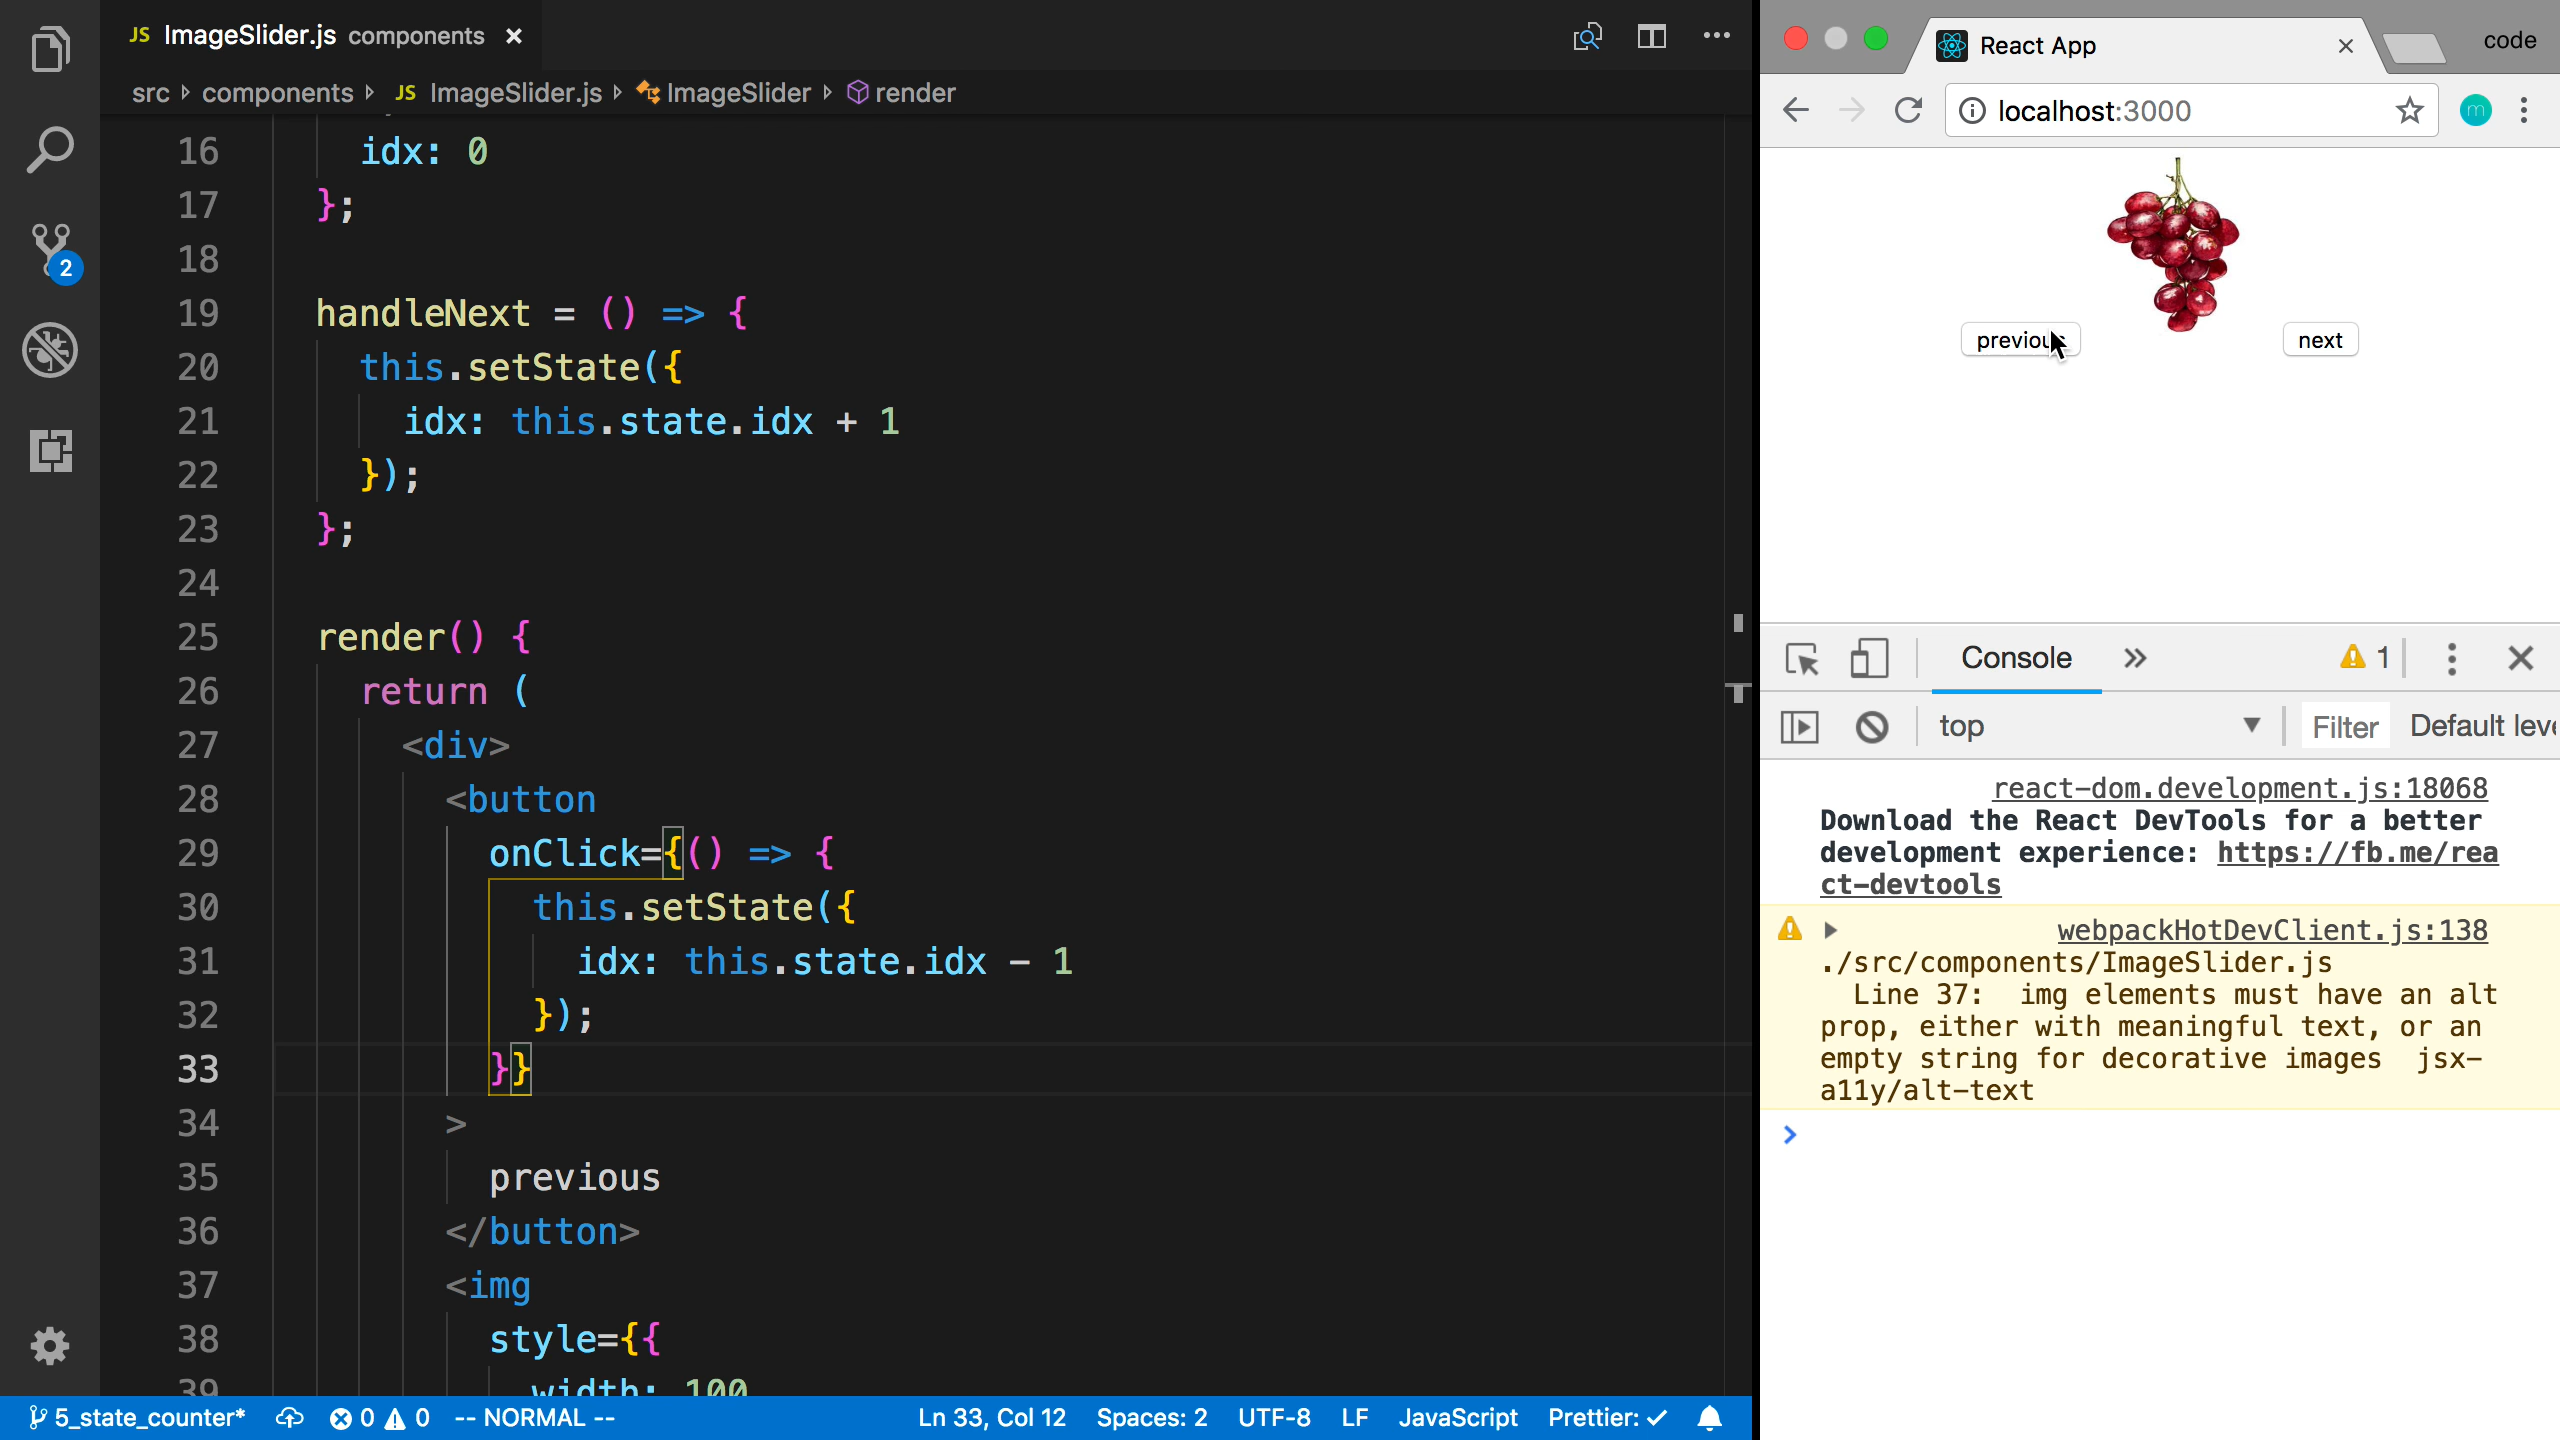 JS ImageSlider.js components ×
src components JS ImageSlider.js ImageSlider render
16 idx: 0
17 };
18
19 handleNext = () => {
20 this.setState({
21 idx: this.state.idx + 1
22 });
23 };
24
25 render() {
26 return (
27 <div>
28 <button
29 onClick={() => {
30 this.setState({
31 idx: this.state.idx - 1
32 });
33 }}
34 >
35 previous
36 </button>
37 <img
38 style={{
39 width: 100
2
5_state_counter* 0 0 -- NORMAL -- Ln 33, Col 12 Spaces: 2 UTF-8 LF JavaScript Prettier: ✓
React App × code
localhost:3000 m
previous next
Console » 1
top Filter Default leve
react-dom.development.js:18068
Download the React DevTools for a better
development experience: https://fb.me/rea
ct-devtools
webpackHotDevClient.js:138
./src/components/ImageSlider.js
Line 37: img elements must have an alt
prop, either with meaningful text, or an
empty string for decorative images jsx-
a11y/alt-text